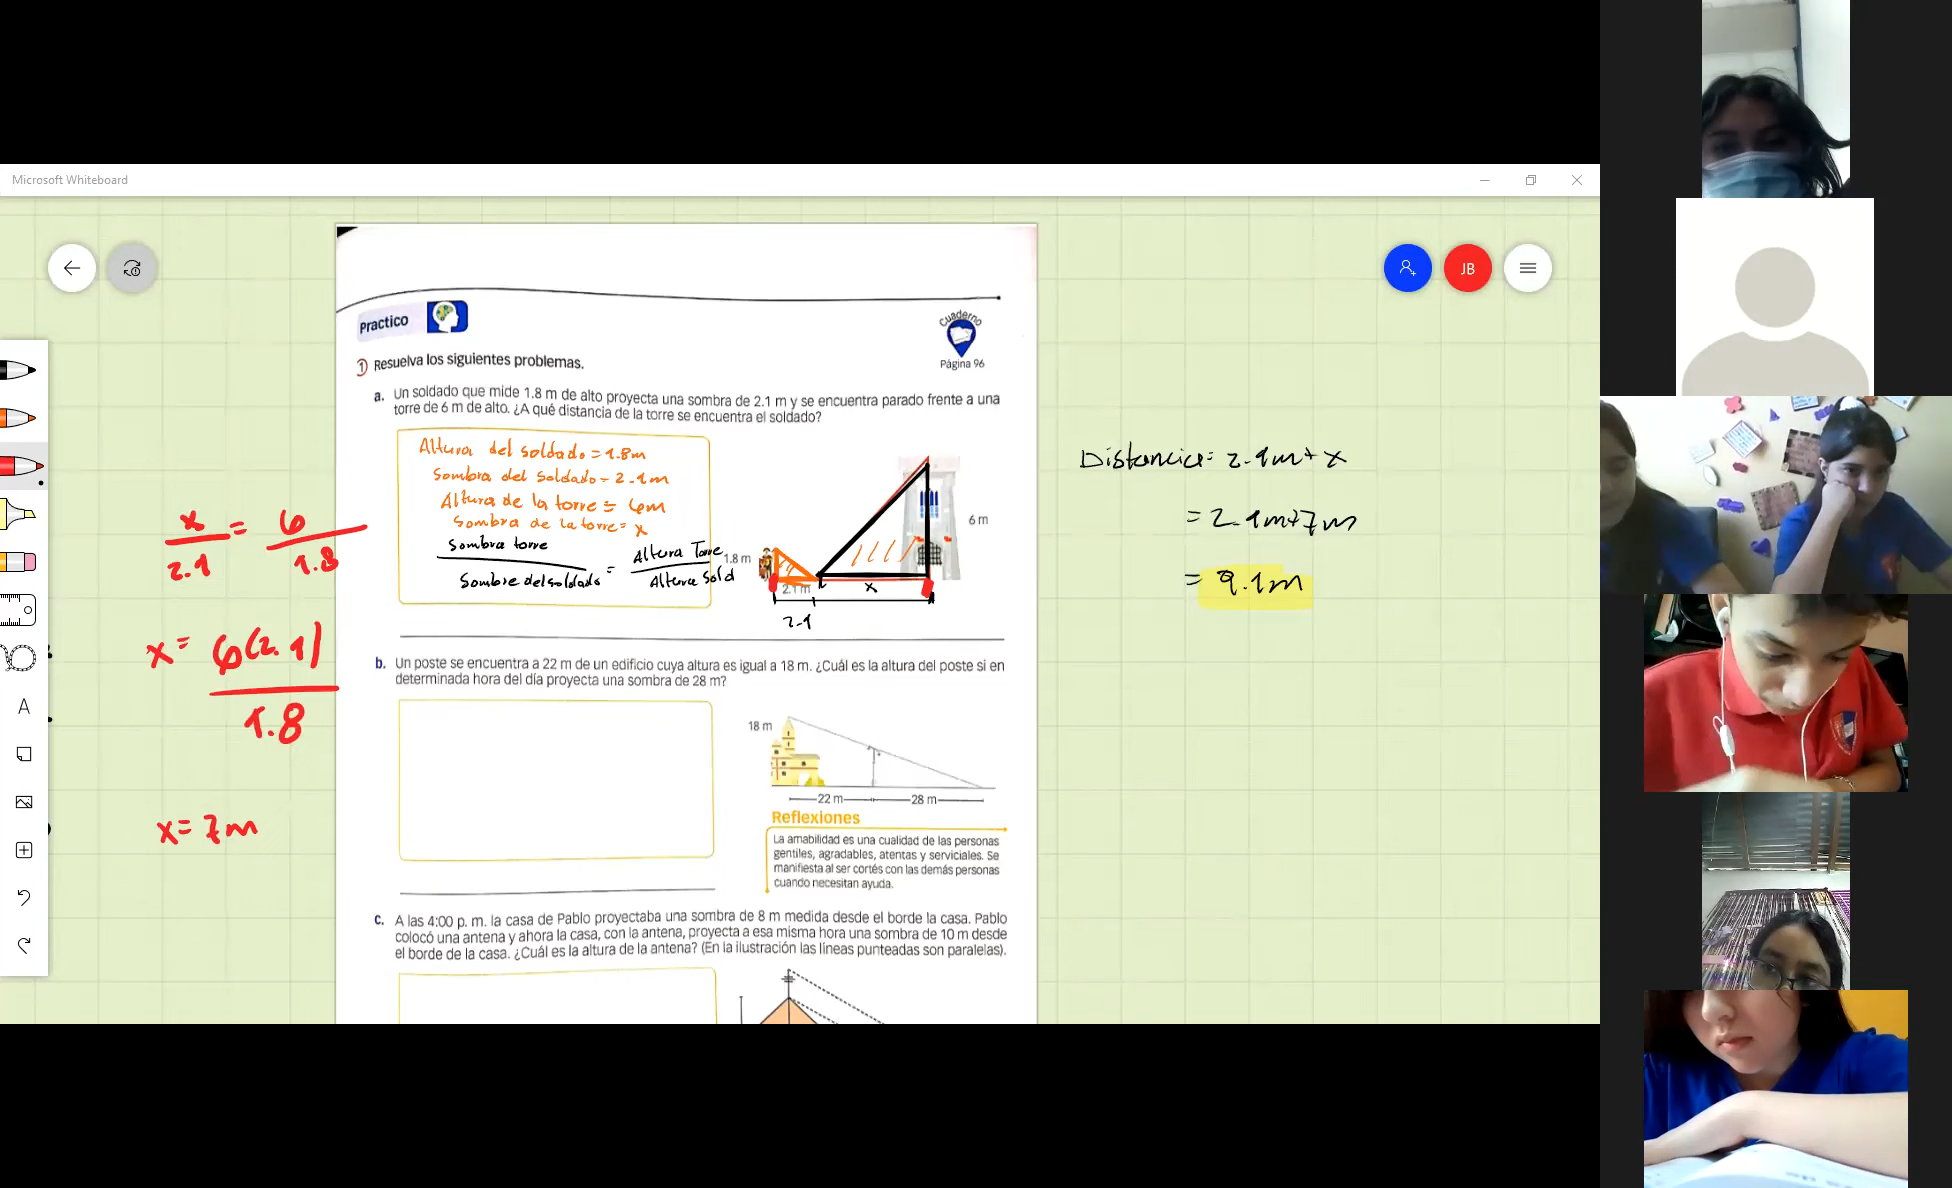 Microsoft Whiteboard
JB
Practico
Cuaderno
Página 96
1 Resuelva los siguientes problemas.
a. Un soldado que mide 1.8 m de alto proyecta una sombra de 2.1 m y se encuentra parado frente a una
torre de 6 m de alto. ¿A qué distancia de la torre se encuentra el soldado?
Altura del soldado = 1.8m
Sombra del soldado = 2.1m
Altura de la torre = 6m
Sombra de la torre = x
Sombra torre = Altura Torre
Sombra del soldado Altura Sold
1.8 m
2.1 m
x
6 m
2.1
x/2.1 = 6/1.8
x = 6(2.1)
1.8
x = 7m
Distancia = 2.1m + x
= 2.1m + 7m
= 9.1m
b. Un poste se encuentra a 22 m de un edificio cuya altura es igual a 18 m. ¿Cuál es la altura del poste si en
determinada hora del día proyecta una sombra de 28 m?
18 m
22 m
28 m
Reflexiones
La amabilidad es una cualidad de las personas
gentiles, agradables, atentas y serviciales. Se
manifiesta al ser cortés con las demás personas
cuando necesitan ayuda.
c. A las 4:00 p. m. la casa de Pablo proyectaba una sombra de 8 m medida desde el borde la casa. Pablo
colocó una antena y ahora la casa, con la antena, proyecta a esa misma hora una sombra de 10 m desde
el borde de la casa. ¿Cuál es la altura de la antena? (En la ilustración las líneas punteadas son paralelas).